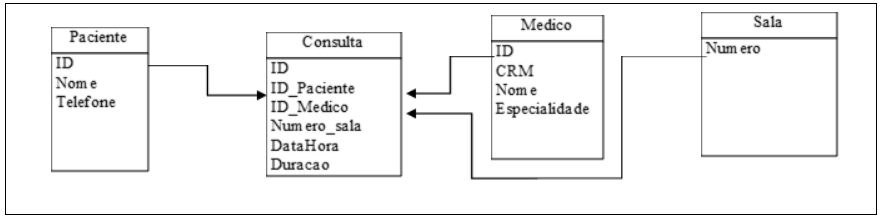 Paciente
ID
Nome
Telefone
Consulta
ID
ID_Paciente
ID_Medico
Numero_sala
DataHora
Duracao
Medico
ID
CRM
Nome
Especialidade
Sala
Numero